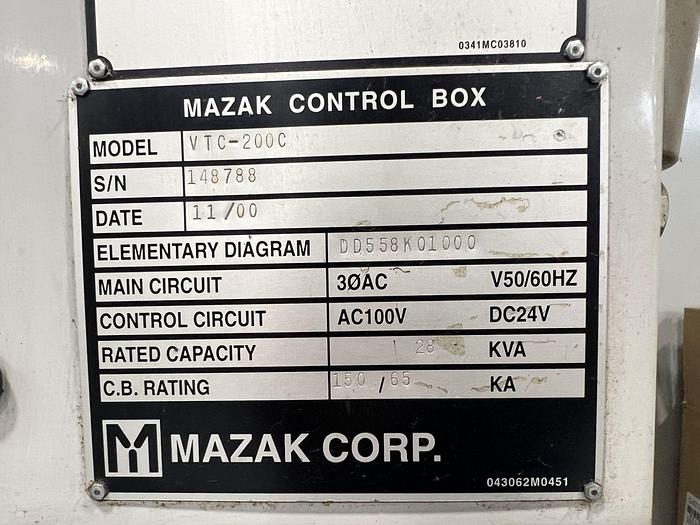 0341MC03810
MAZAK CONTROL BOX
MODEL VTC-200C
S/N 148788
DATE 11/00
ELEMENTARY DIAGRAM DD558K01000
MAIN CIRCUIT 3ØAC V50/60HZ
CONTROL CIRCUIT AC100V DC24V
RATED CAPACITY 28 KVA
C.B. RATING 150 / 65 KA
MAZAK CORP.
043062M0451